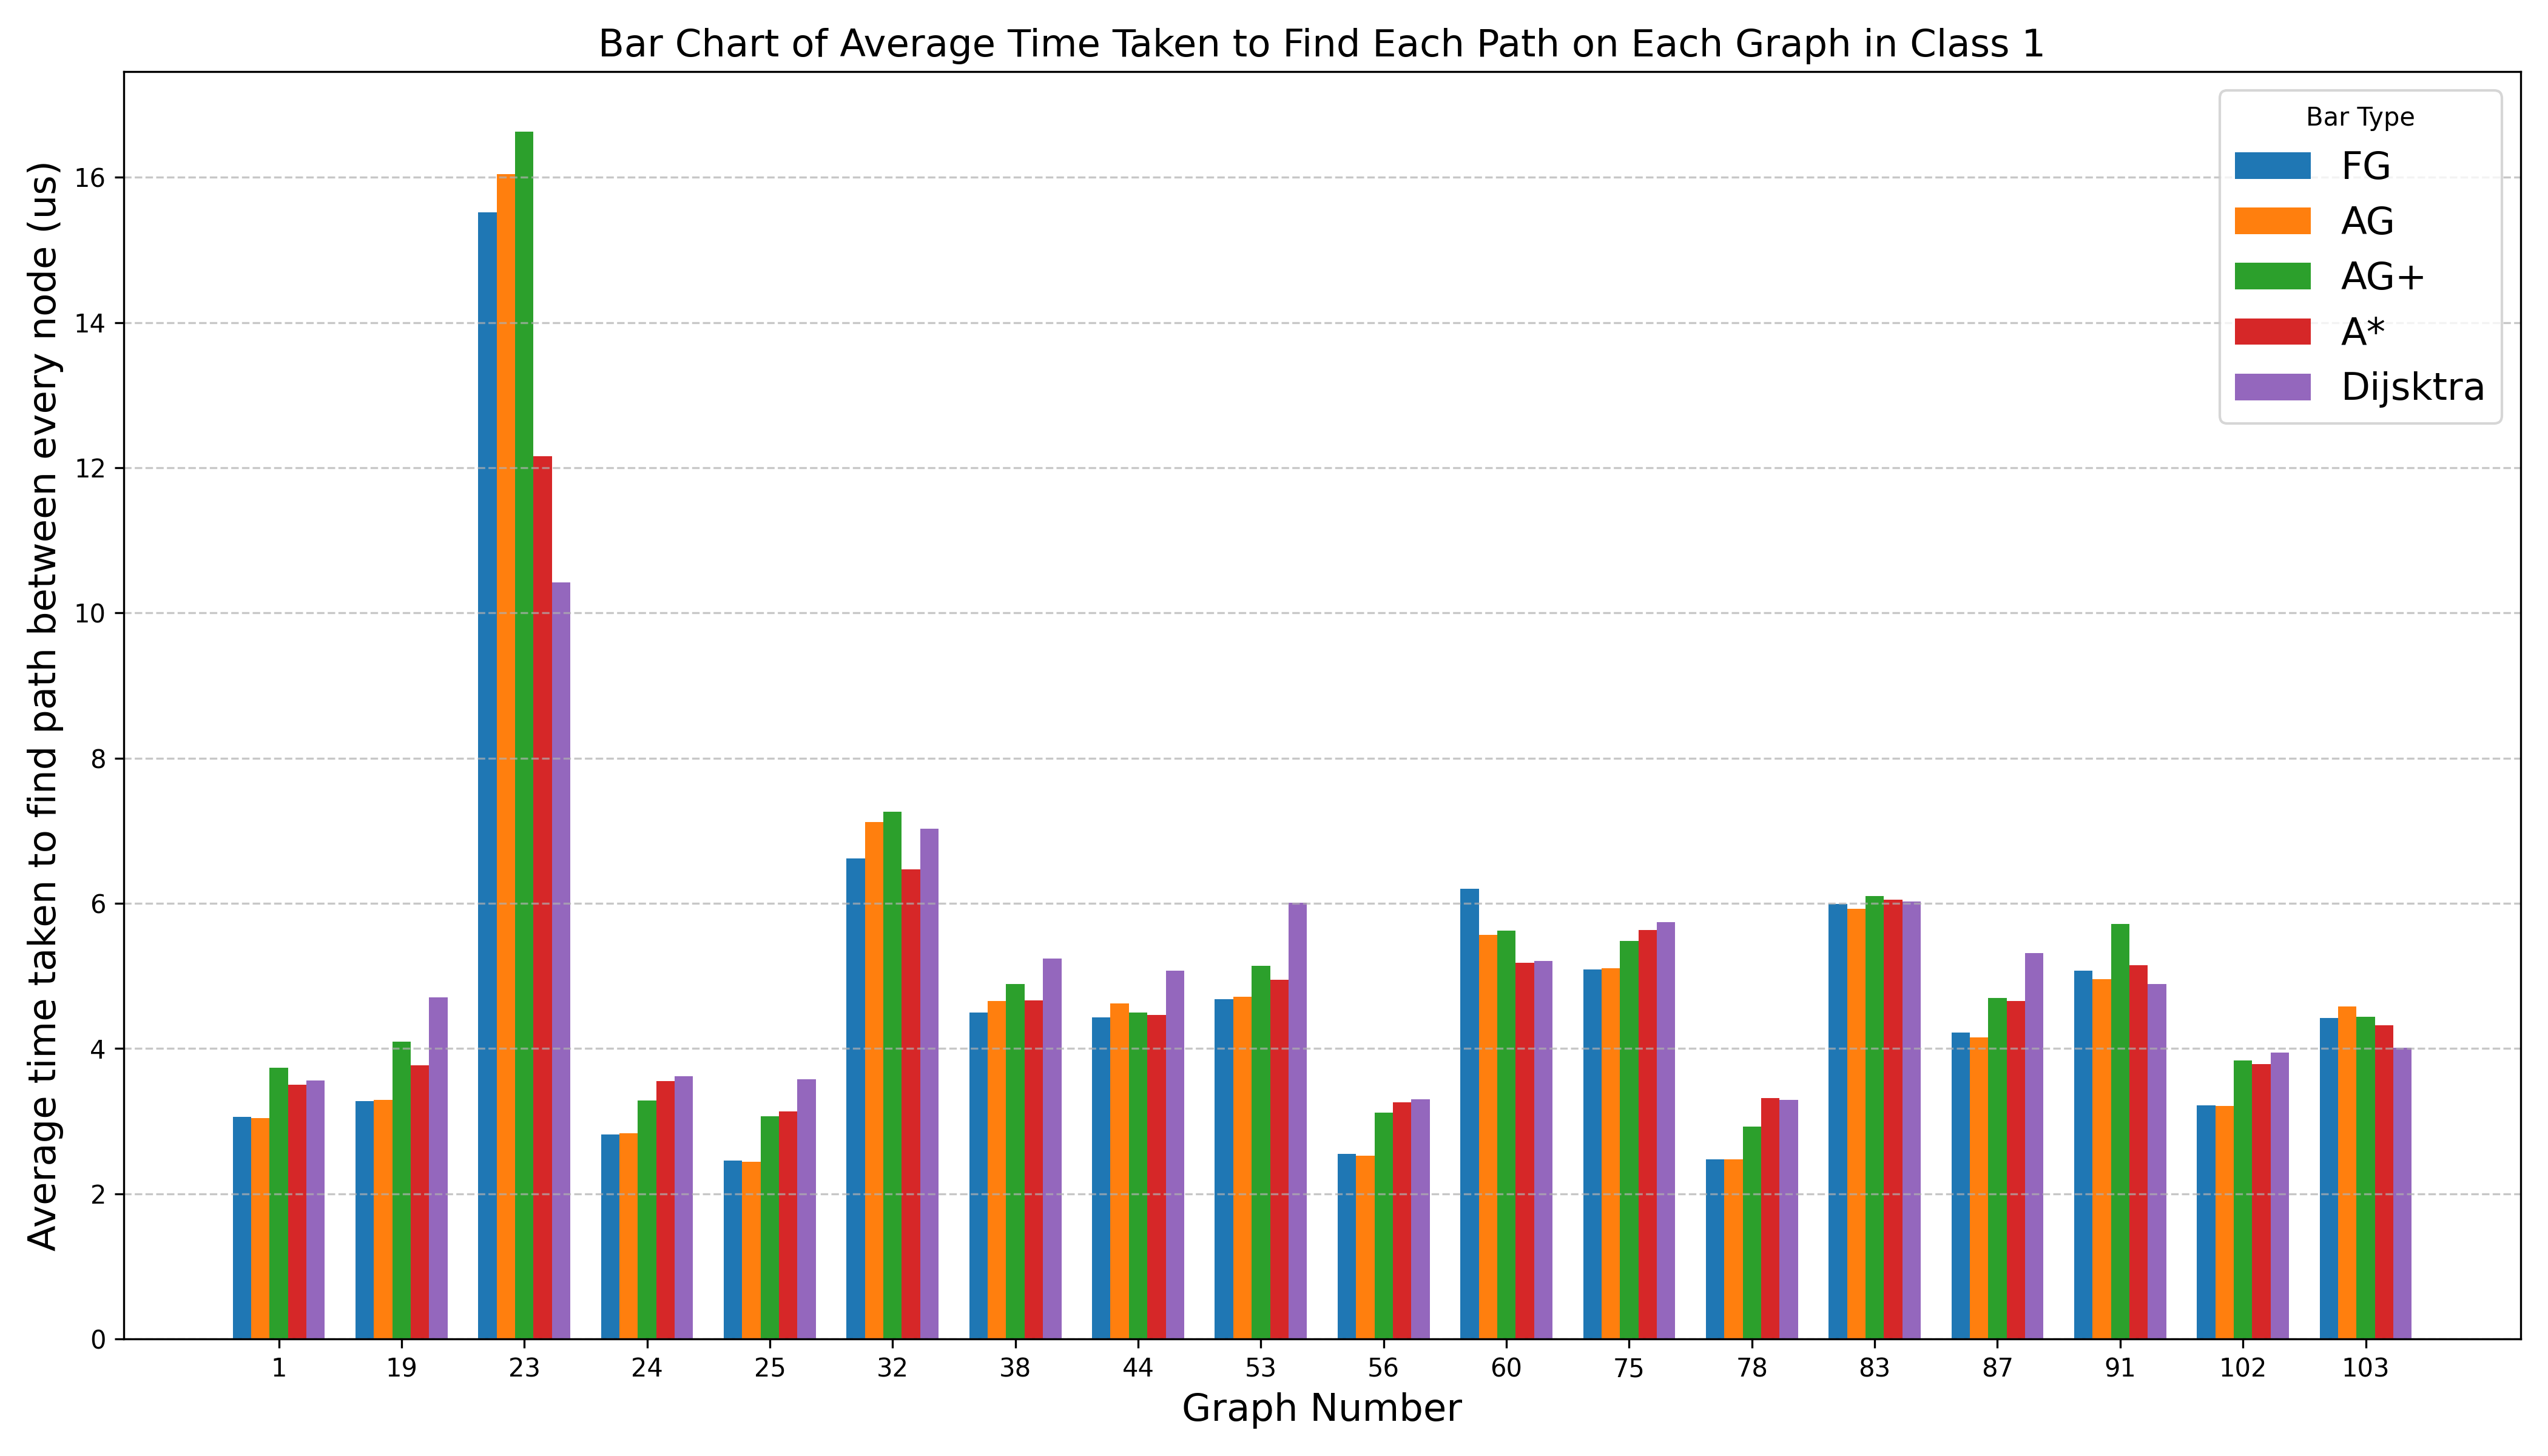 Bar Chart of Average Time Taken to Find Each Path on Each Graph in Class 1
Average time taken to find path between every node (us)
16
14
12
10
8
6
4
2
0
Bar Type
FG
AG
AG+
A*
Dijsktra
1 19 23 24 25 32 38 44 53 56 60 75 78 83 87 91 102 103
Graph Number